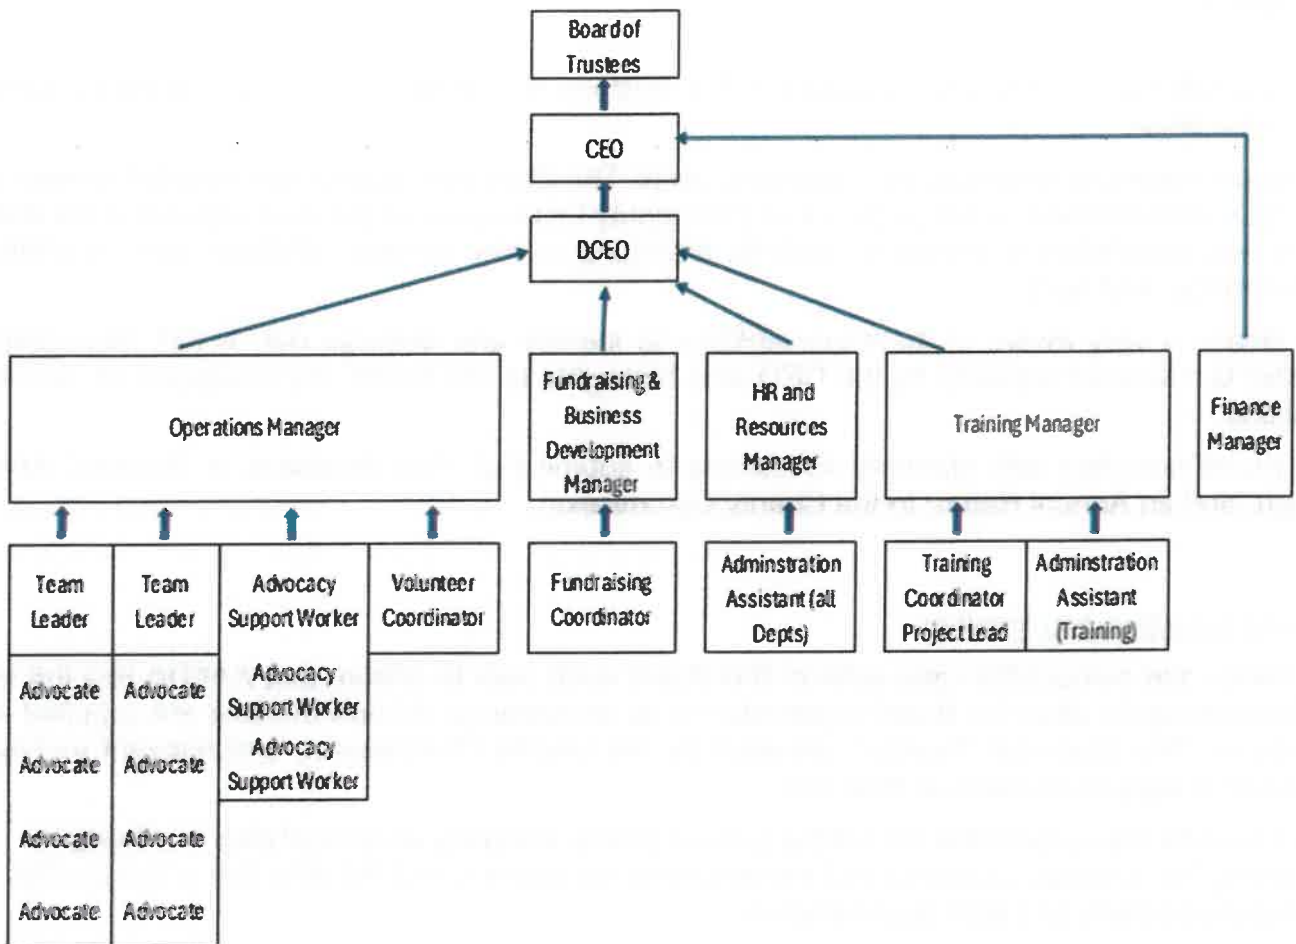 Board of
Trustees
CEO
DCEO
Operations Manager
Fundraising &
Business
Development
Manager
HR and
Resources
Manager
Training Manager
Finance
Manager
Team
Leader
Team
Leader
Advocacy
Support Worker
Volunteer
Coordinator
Fundraising
Coordinator
Adminstration
Assistant (all
Depts)
Training
Coordinator
Project Lead
Adminstration
Assistant
(Training)
Advocate
Advocate
Advocacy
Support Worker
Advocate
Advocate
Advocacy
Support Worker
Advocate
Advocate
Advocate
Advocate